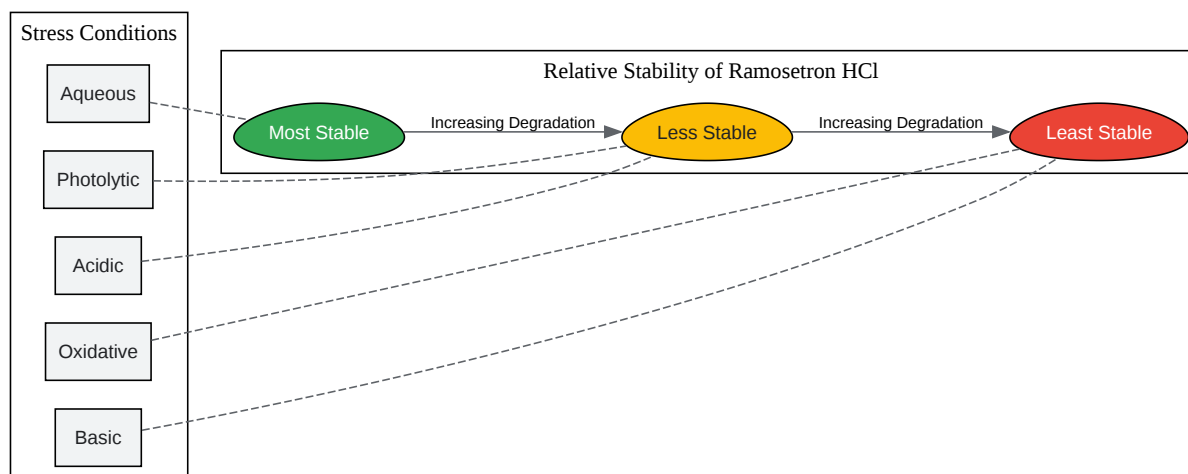 Stress Conditions
Aqueous
Photolytic
Acidic
Oxidative
Basic
Relative Stability of Ramosetron HCl
Most Stable
Increasing Degradation
Less Stable
Increasing Degradation
Least Stable